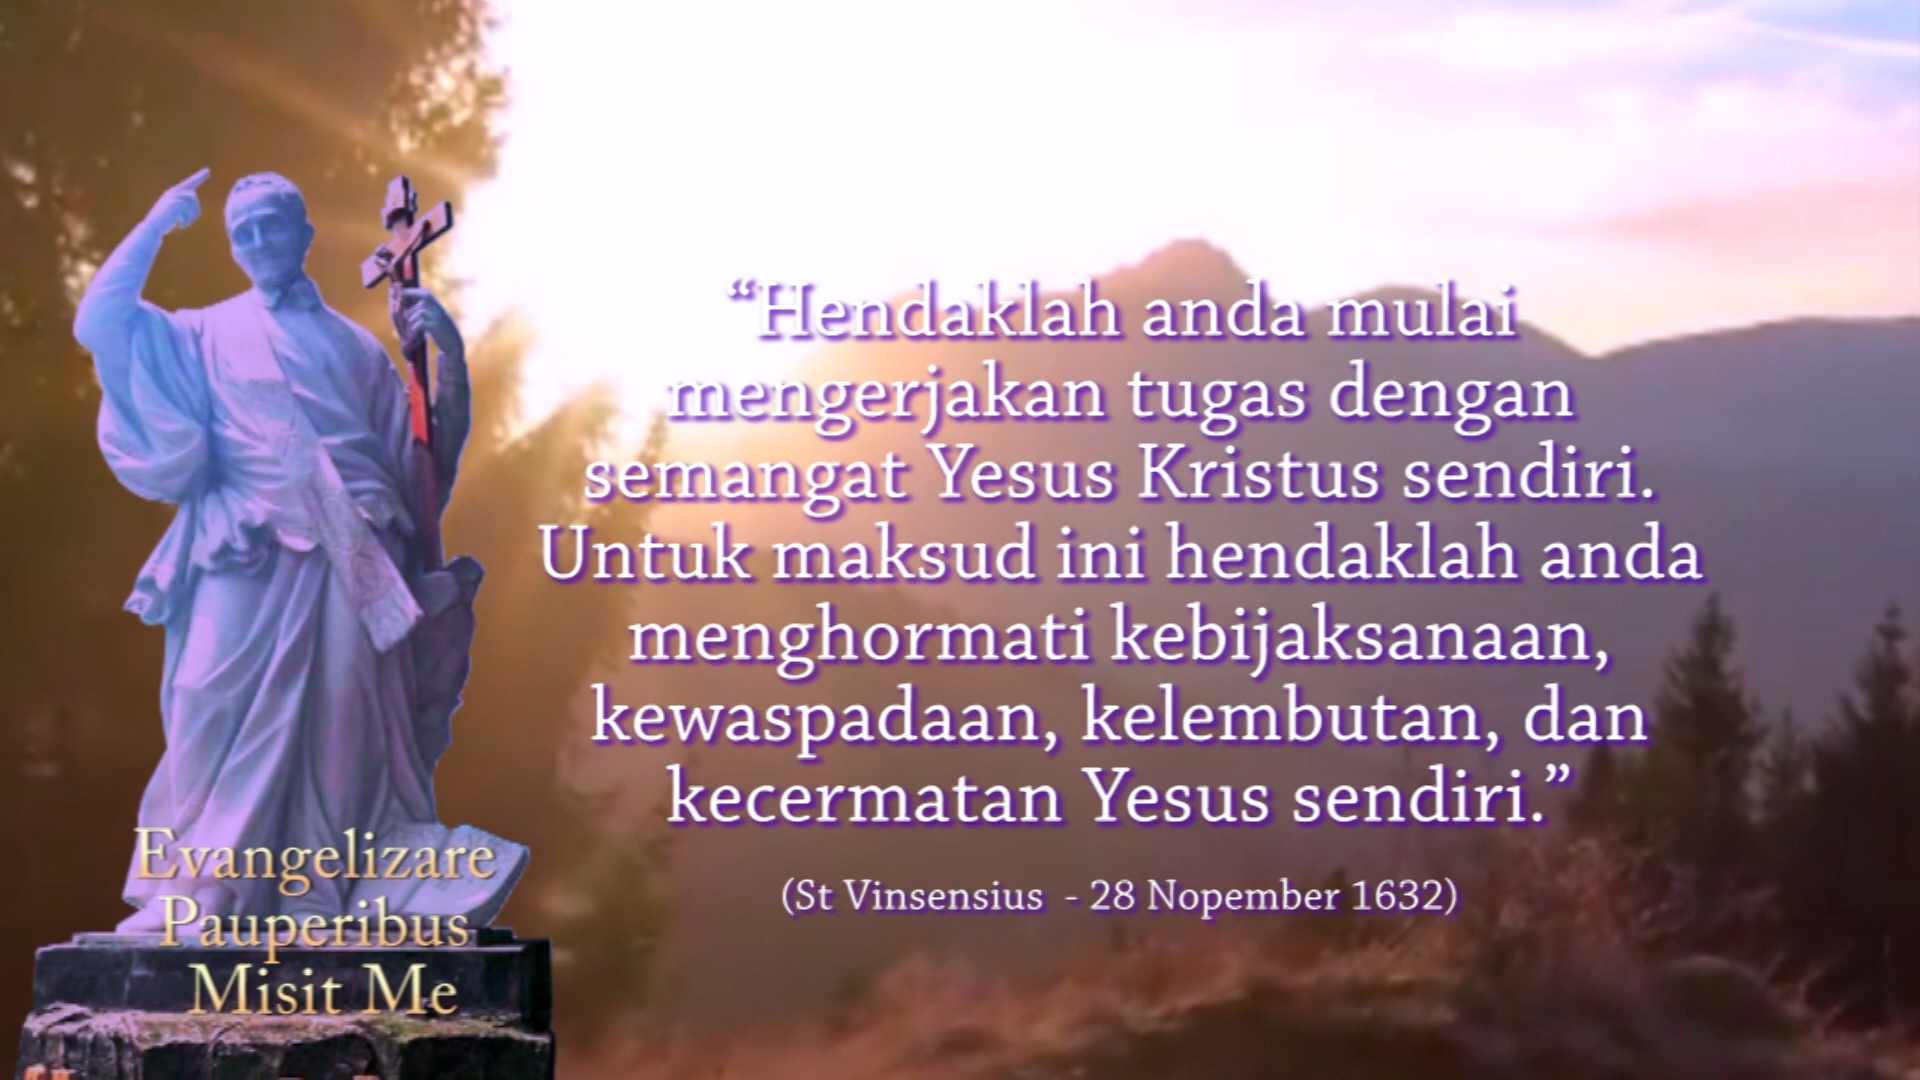 “Hendaklah anda mulai
mengerjakan tugas dengan
semangat Yesus Kristus sendiri.
Untuk maksud ini hendaklah anda
menghormati kebijaksanaan,
kewaspadaan, kelembutan, dan
kecermatan Yesus sendiri.”
(St Vinsensius - 28 Nopember 1632)
Evangelizare
Pauperibus
Misit Me